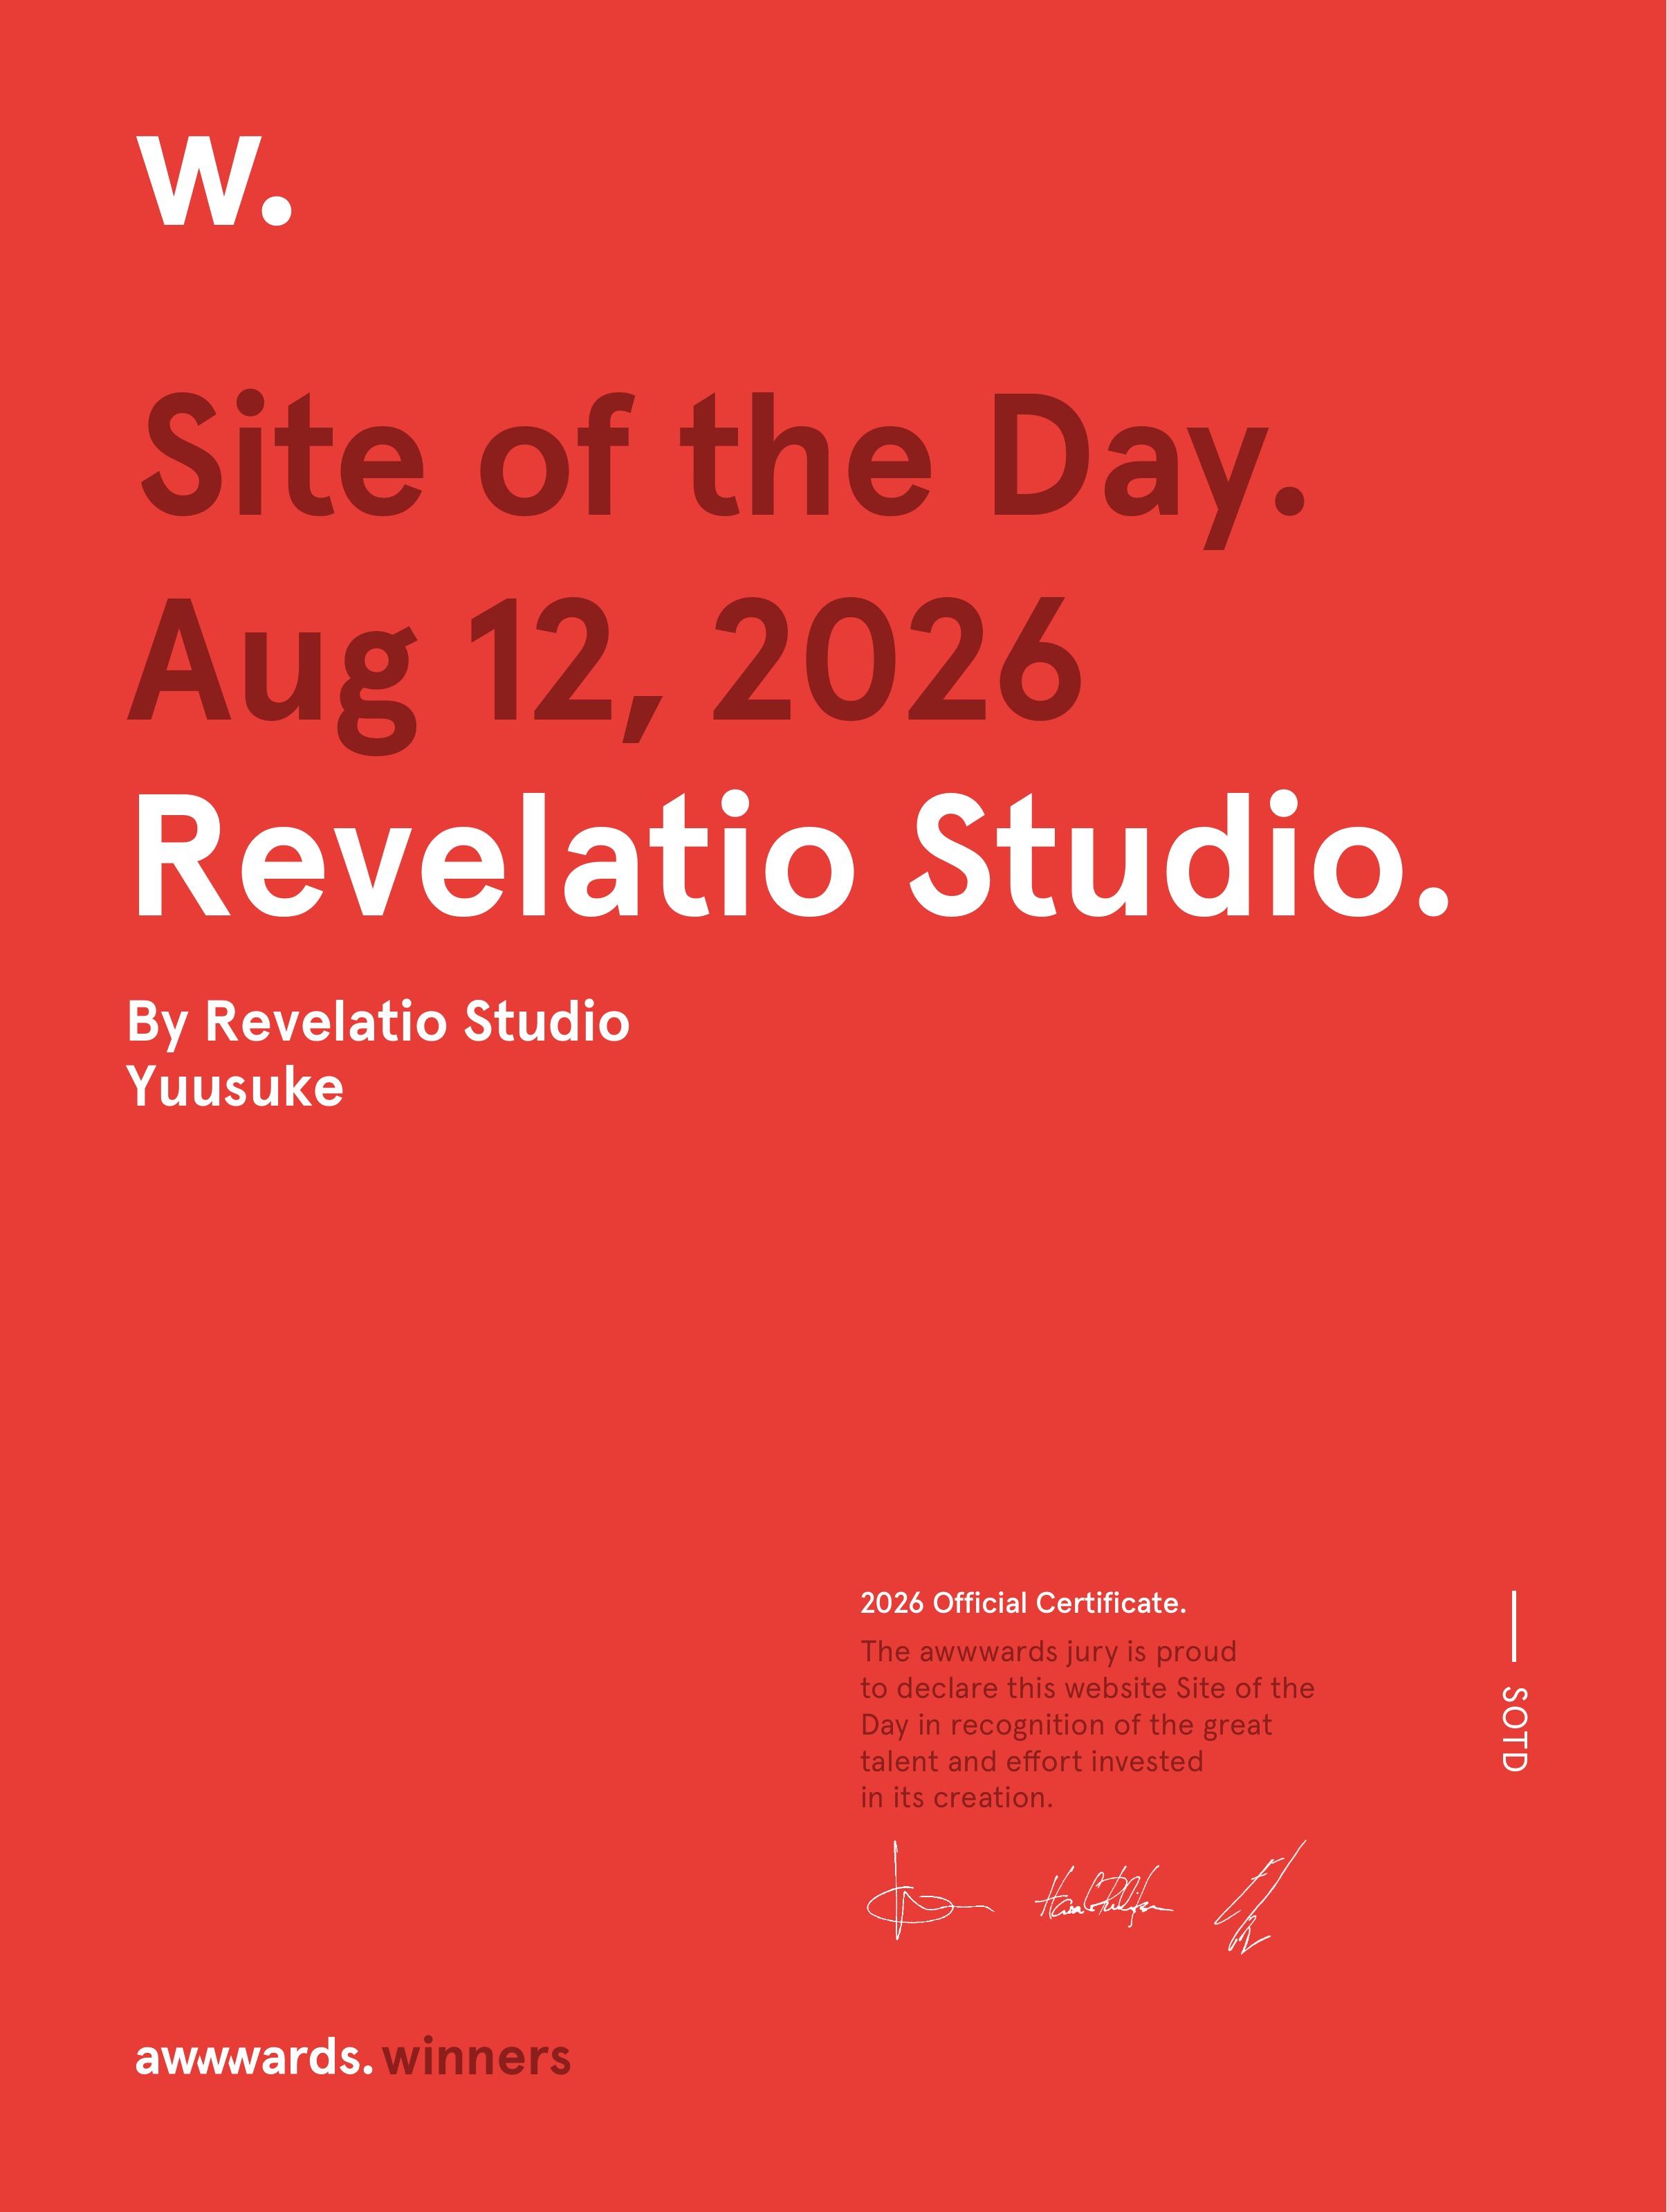 W.
Site of the Day.
Aug 12, 2026
Revelatio Studio.
By Revelatio Studio
Yuusuke
2026 Official Certificate.
The awwwards jury is proud
to declare this website Site of the
Day in recognition of the great
talent and effort invested
in its creation.
SOTD
awwwards. winners